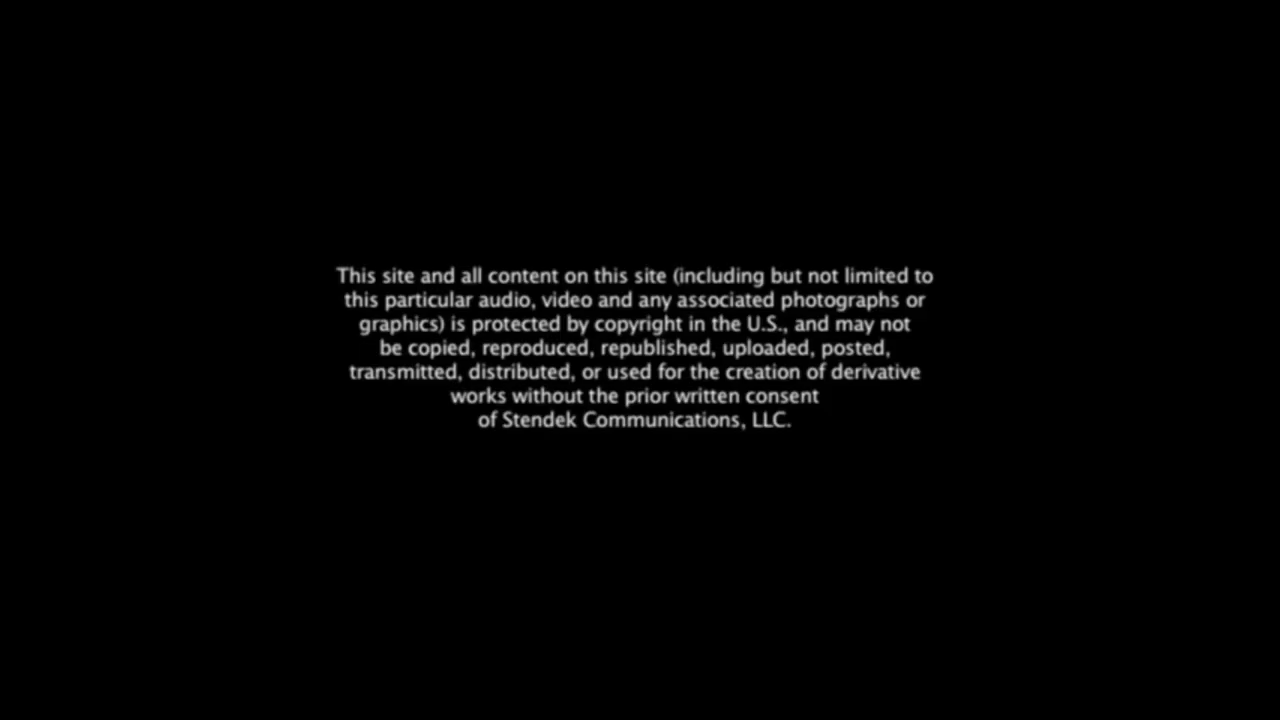 This site and all content on this site (including but not limited to
this particular audio, video and any associated photographs or
graphics) is protected by copyright in the U.S., and may not
be copied, reproduced, republished, uploaded, posted,
transmitted, distributed, or used for the creation of derivative
works without the prior written consent
of Stendek Communications, LLC.